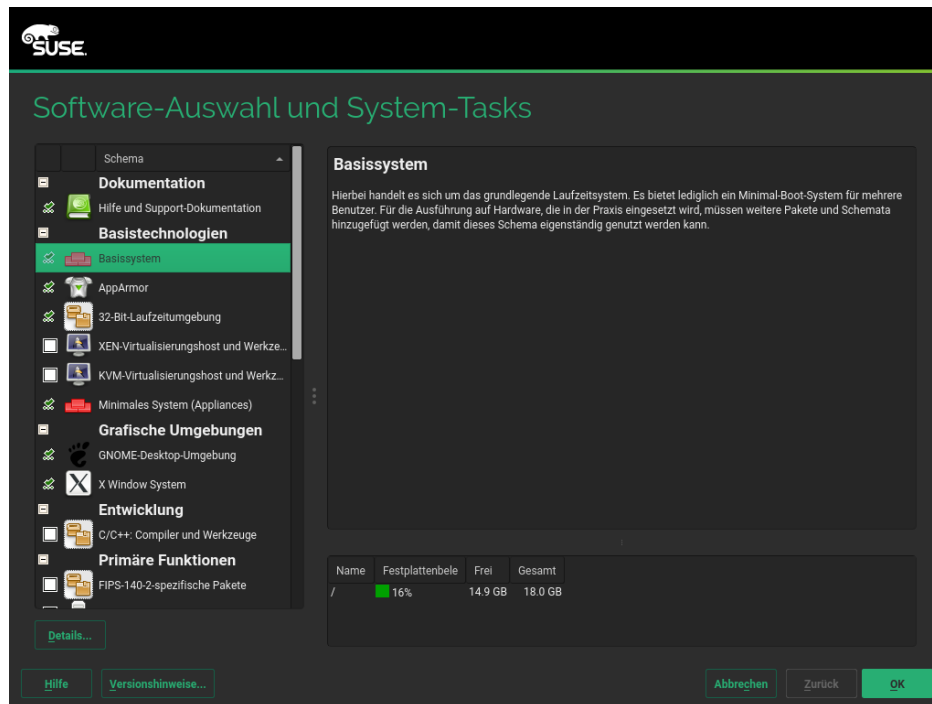 SUSE.
Software-Auswahl und System-Tasks
Schema
Dokumentation
Hilfe und Support-Dokumentation
Basistechnologien
Basissystem
AppArmor
32-Bit-Laufzeitumgebung
XEN-Virtualisierungshost und Werkze...
KVM-Virtualisierungshost und Werkz...
Minimales System (Appliances)
Grafische Umgebungen
GNOME-Desktop-Umgebung
X Window System
Entwicklung
C/C++: Compiler und Werkzeuge
Primäre Funktionen
FIPS-140-2-spezifische Pakete
Details...
Basissystem
Hierbei handelt es sich um das grundlegende Laufzeitsystem. Es bietet lediglich ein Minimal-Boot-System für mehrere
Benutzer. Für die Ausführung auf Hardware, die in der Praxis eingesetzt wird, müssen weitere Pakete und Schemata
hinzugefügt werden, damit dieses Schema eigenständig genutzt werden kann.
Name Festplattenbele Frei Gesamt
/ 16% 14.9 GB 18.0 GB
Hilfe Versionshinweise... Abbrechen Zurück OK